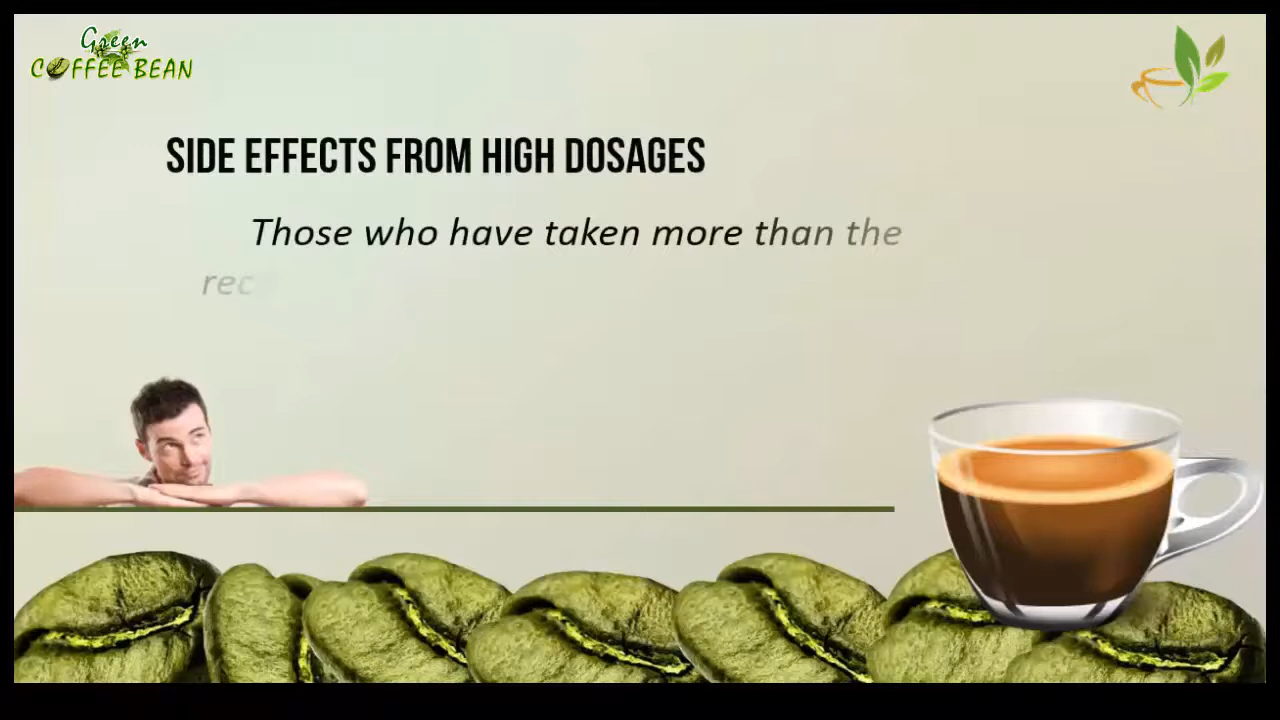 Green
COFFEE BEAN
SIDE EFFECTS FROM HIGH DOSAGES
Those who have taken more than the